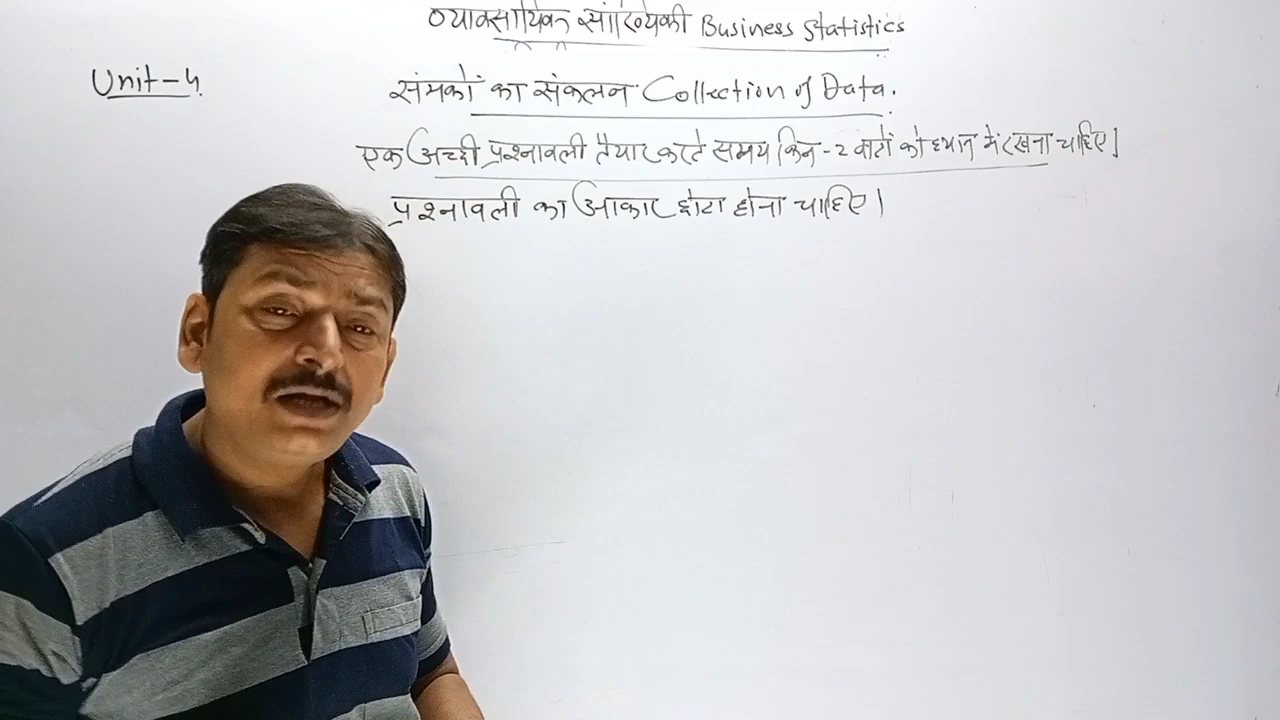 व्यावसायिक सांख्यिकी Business Statistics
Unit-4
संमकों का संकलन Collection of Data.
एक अच्छी प्रश्नावली तैयार करते समय किन-2 बातों को ध्यान में रखना चाहिए।
प्रश्नावली का आकार छोटा होना चाहिए।